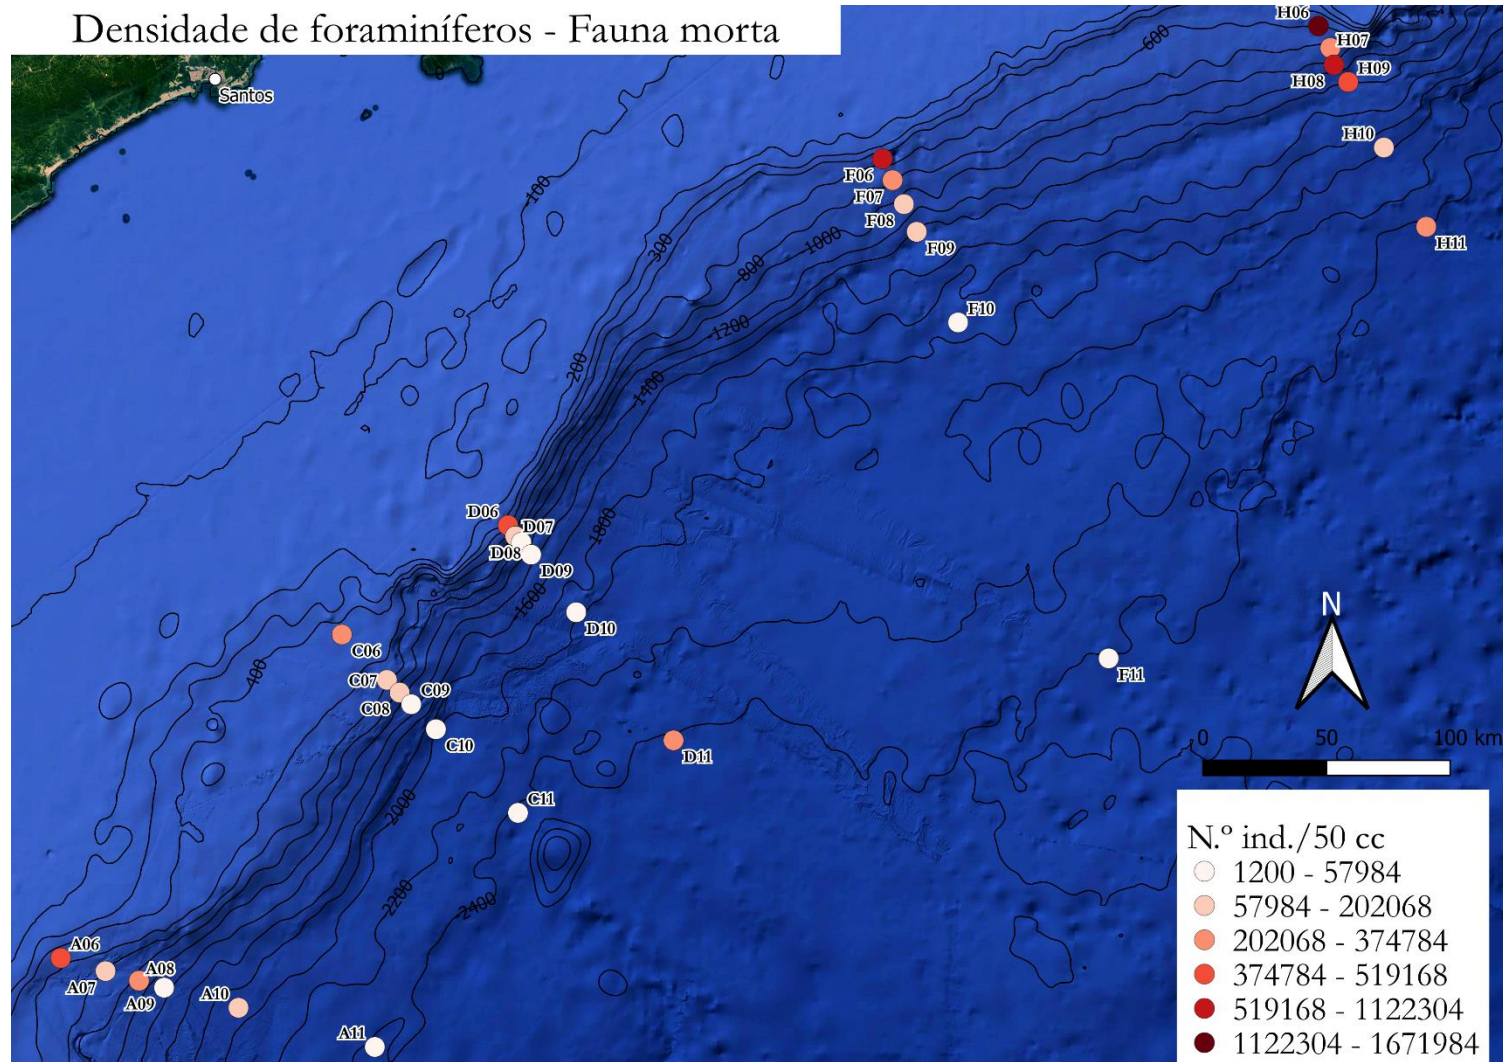 Densidade de foraminíferos - Fauna morta
H06
600
H07
0
Santos
H08
H09
H10
-100
F06
F07
F08
300
-1000
F09
H11
-800
F10
-1200
200
-1400
D06
D07
1800
D08
D09
-1600
N
D10
C06
400
F11
C07
C09
C08
C10
D11
0
50
100 km
2000
C11
N.º ind./50 cc
1200 - 57984
2200
-2400
57984 - 202068
202068 - 374784
A06
A08
374784 - 519168
A07
A09
A10
519168 - 1122304
A11
1122304 - 1671984